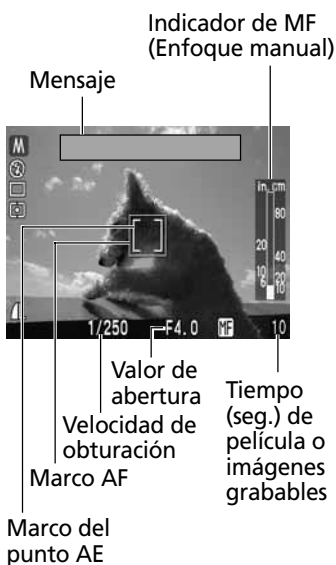 Indicador de MF
(Enfoque manual)
Mensaje
M
in. cm
80
20
40
10
20
6
10
1/250
F4.0
MF
10
Valor de
abertura
Velocidad de
obturación
Marco AF
Marco del
punto AE
Tiempo
(seg.) de
película o
imágenes
grabables